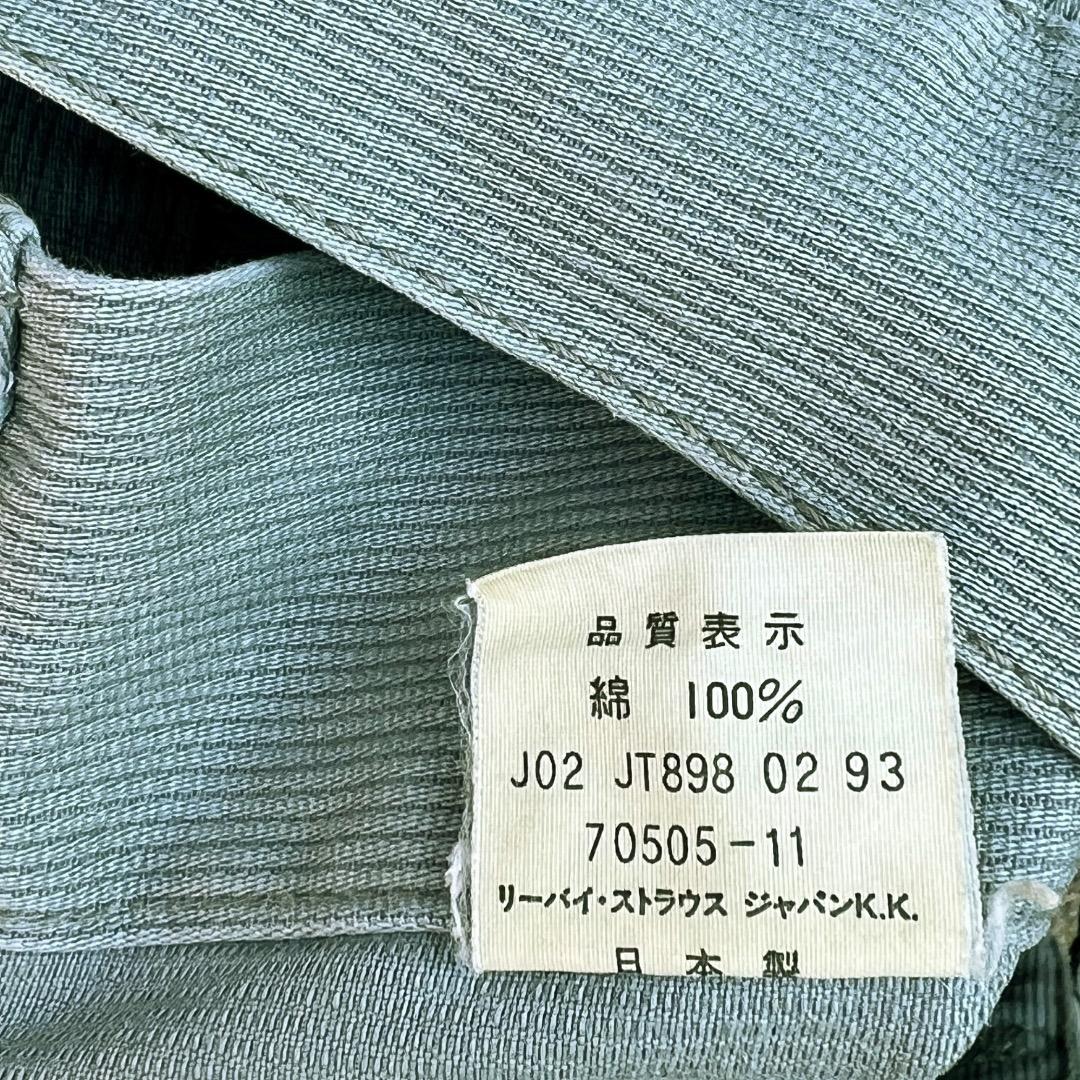 品質表示
綿 100%
J02 JT898 02 93
70505-11
リーバイ・ストラウス ジャパンK.K.
日本製